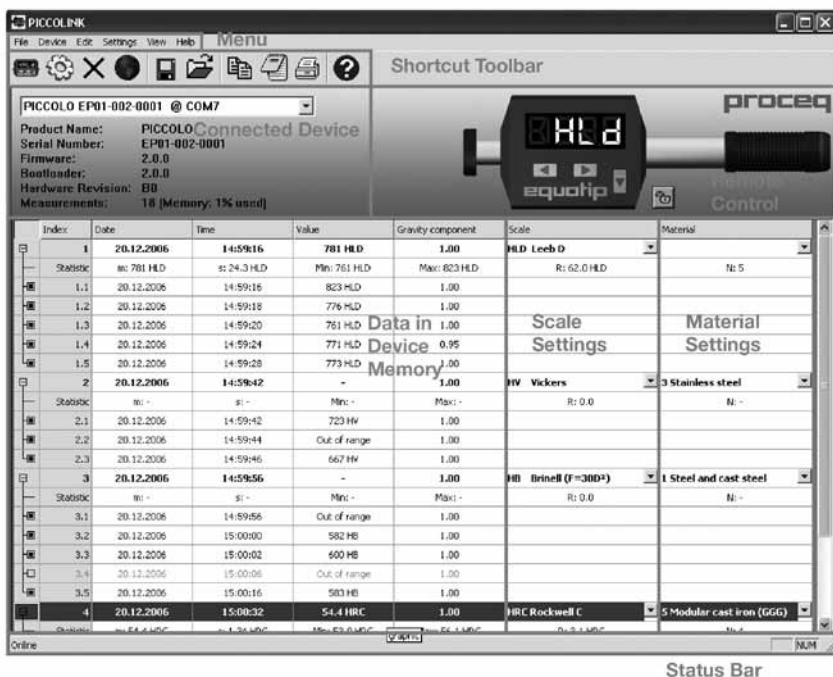 PICCOLINK
File Device Edit Settings View Help Menu
Shortcut Toolbar
PICCOLO EP01-002-0001 @ COM7
proceq
Product Name: PICCOLO Connected Device
Serial Number: EP01-002-0001
Firmware: 2.0.0
Bootloader: 2.0.0
Hardware Revision: B0
Measurements: 18 (Memory: 1% used)
HLd
equotip
Remote
Control
Index Date Time Value Gravity component Scale Material
1 20.12.2006 14:59:16 781 HLD 1.00 HLD Leeb D
Statistic m: 781 HLD s: 24.3 HLD Min: 761 HLD Max: 823 HLD R: 62.0 HLD N: 5
1.1 20.12.2006 14:59:16 823 HLD 1.00
1.2 20.12.2006 14:59:18 776 HLD 1.00
1.3 20.12.2006 14:59:20 761 HLD Data in 1.00 Scale Material
1.4 20.12.2006 14:59:24 771 HLD Device 0.95 Settings Settings
1.5 20.12.2006 14:59:28 773 HLD Memory 1.00
2 20.12.2006 14:59:42 - 1.00 HV Vickers 3 Stainless steel
Statistic m: - s: - Min: - Max: - R: 0.0 N: -
2.1 20.12.2006 14:59:42 723 HV 1.00
2.2 20.12.2006 14:59:44 Out of range 1.00
2.3 20.12.2006 14:59:46 667 HV 1.00
3 20.12.2006 14:59:56 - 1.00 HB Brinell (F=30D²) 1 Steel and cast steel
Statistic m: - s: - Min: - Max: - R: 0.0 N: -
3.1 20.12.2006 14:59:56 Out of range 1.00
3.2 20.12.2006 15:00:00 582 HB 1.00
3.3 20.12.2006 15:00:02 600 HB 1.00
3.4 20.12.2006 15:00:06 Out of range 1.00
3.5 20.12.2006 15:00:16 583 HB 1.00
4 20.12.2006 15:00:32 54.4 HRC 1.00 HRC Rockwell C 5 Modular cast iron (GGG)
graphic
Online NUM
Status Bar